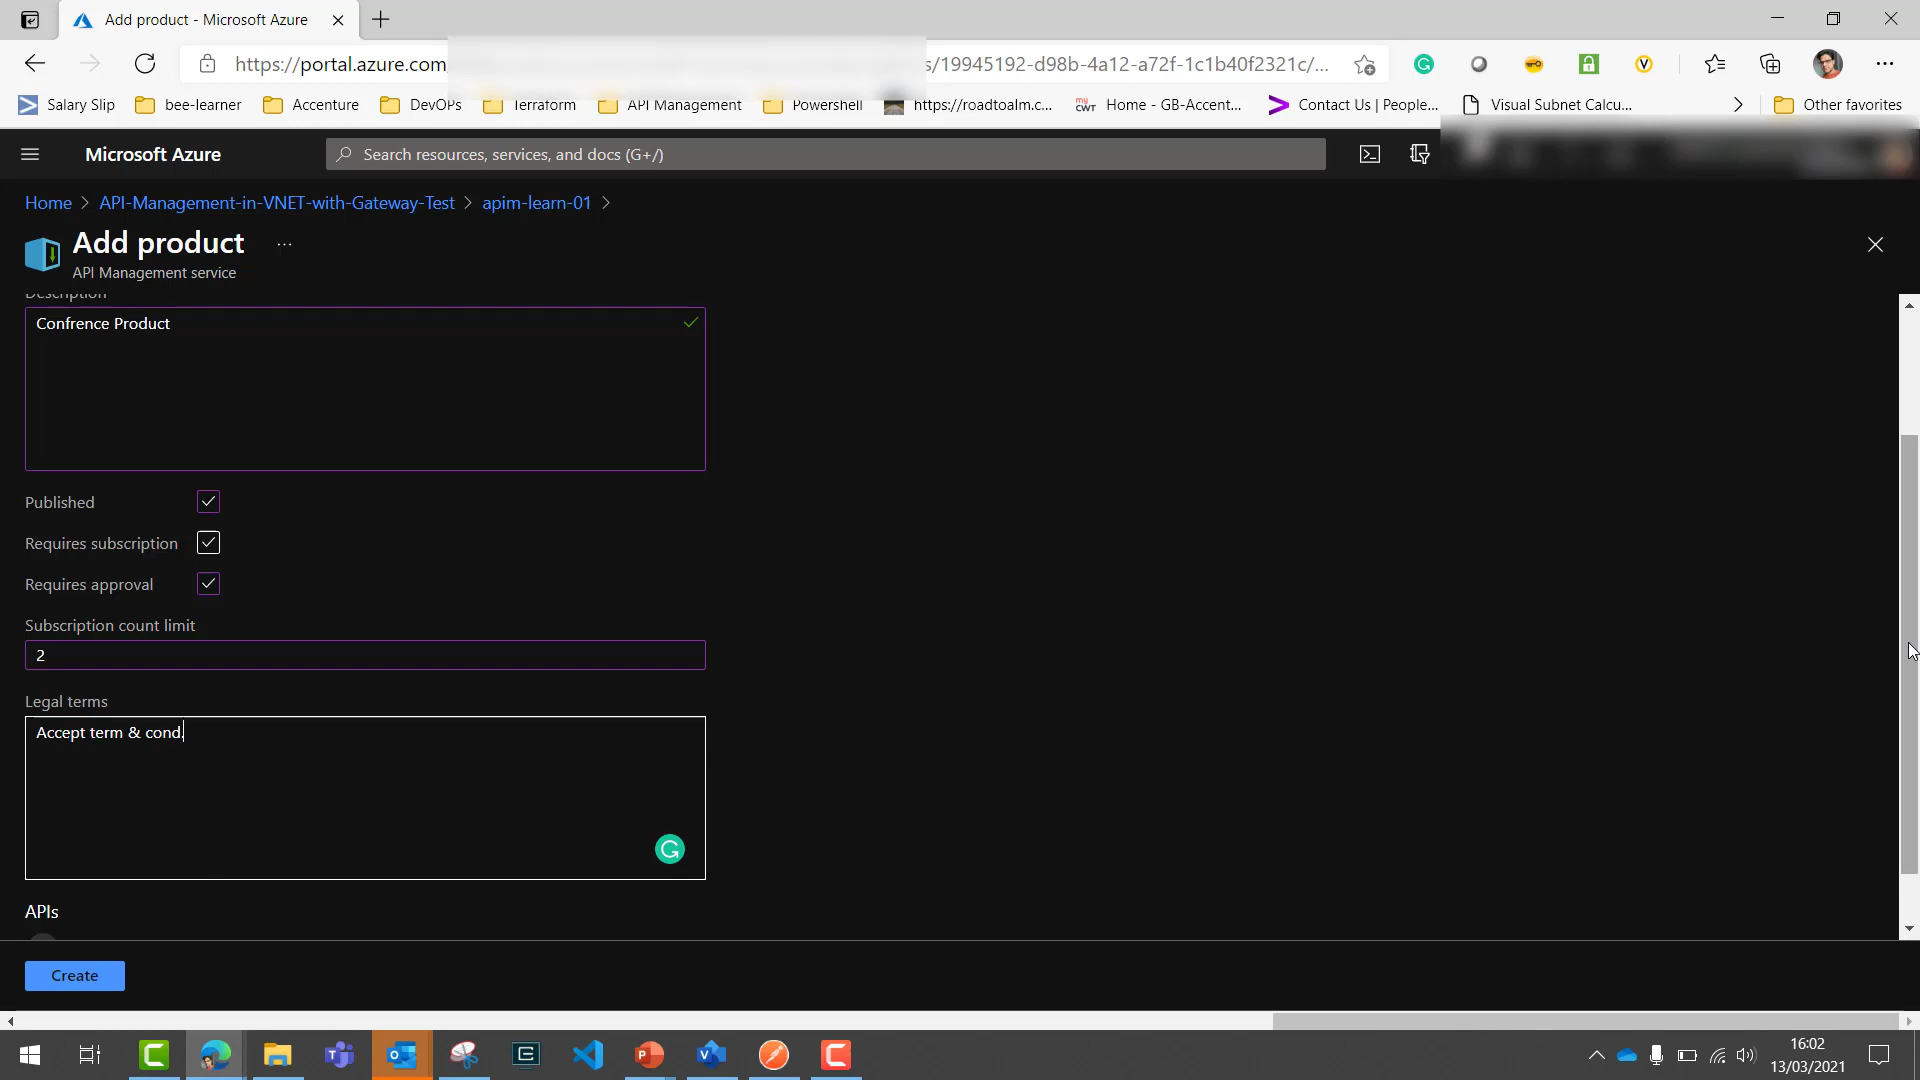 Add product - Microsoft Azure
https://portal.azure.com
s/19945192-d98b-4a12-a72f-1c1b40f2321c/...
Salary Slip
bee-learner
Accenture
DevOPs
Terraform
API Management
Powershell
https://roadtoalm.c...
my CWT
Home - GB-Accent...
Contact Us | People...
Visual Subnet Calcu...
Other favorites
Microsoft Azure
Search resources, services, and docs (G+/)
Home > API-Management-in-VNET-with-Gateway-Test > apim-learn-01 >
Add product ...
API Management service
Description
Confrence Product
Published
Requires subscription
Requires approval
Subscription count limit
2
Legal terms
Accept term & cond.
APIs
Create
16:02
13/03/2021